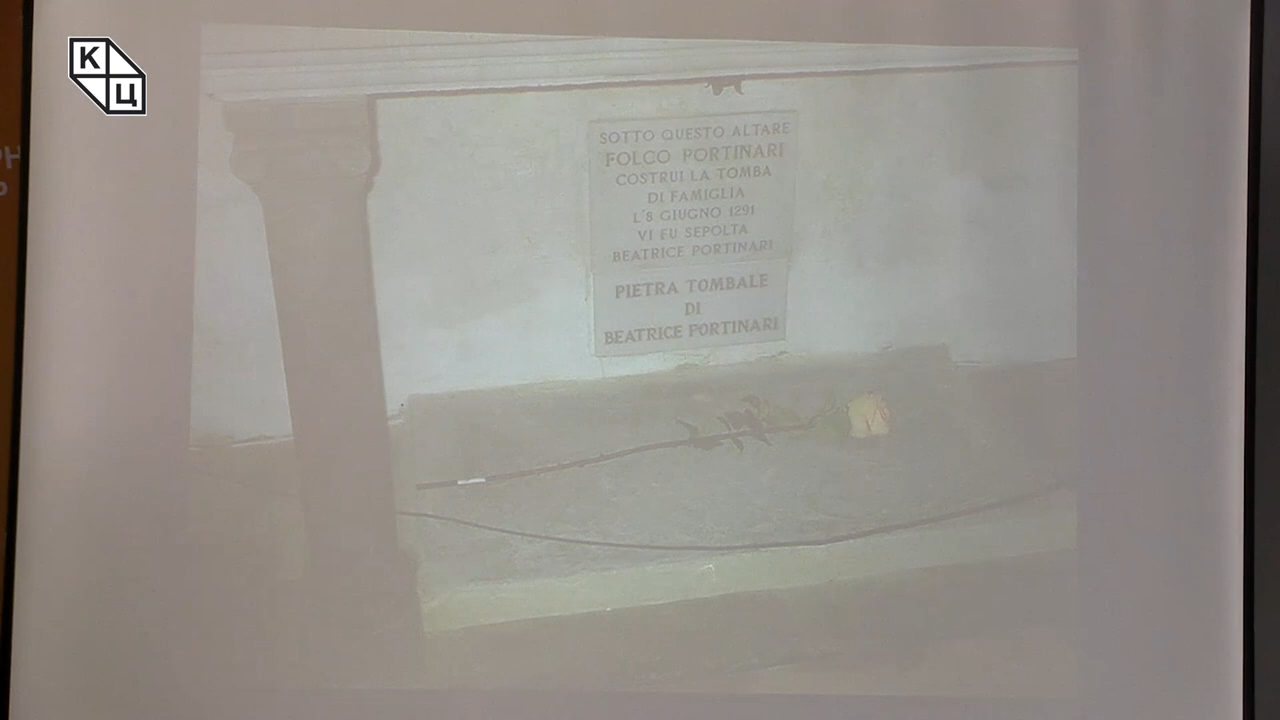 К
Ц
SOTTO QUESTO ALTARE
FOLCO PORTINARI
COSTRUI LA TOMBA
DI FAMIGLIA
L'8 GIUGNO 1291
VI FU SEPOLTA
BEATRICE PORTINARI
PIETRA TOMBALE
DI
BEATRICE PORTINARI